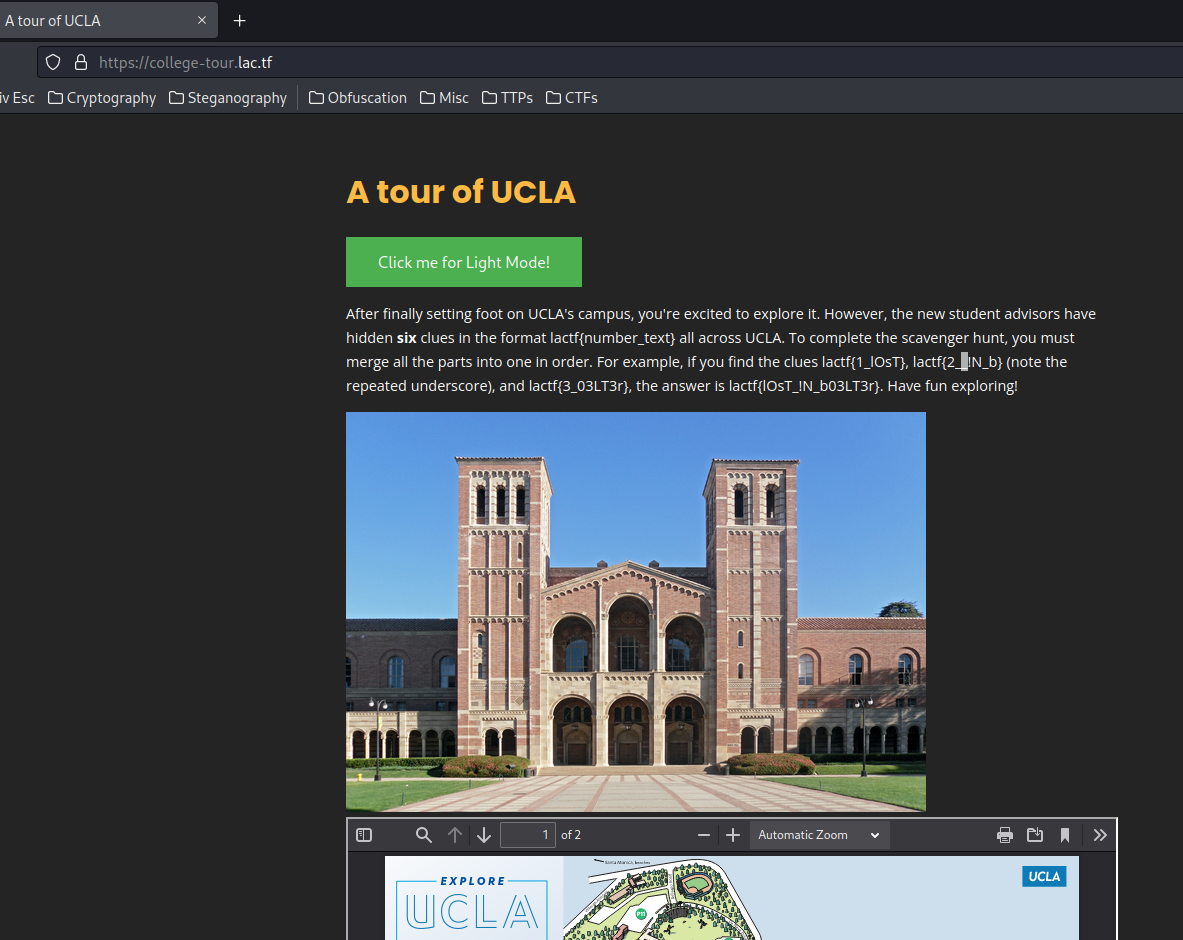 A tour of UCLA
https://college-tour.lac.tf
iv Esc Cryptography Steganography Obfuscation Misc TTPs CTFs
A tour of UCLA
Click me for Light Mode!
After finally setting foot on UCLA's campus, you're excited to explore it. However, the new student advisors have
hidden six clues in the format lactf{number_text} all across UCLA. To complete the scavenger hunt, you must
merge all the parts into one in order. For example, if you find the clues lactf{1_lOsT}, lactf{2__!N_b} (note the
repeated underscore), and lactf{3_03LT3r}, the answer is lactf{lOsT_!N_b03LT3r}. Have fun exploring!
1 of 2 Automatic Zoom
Santa Monica, beaches
EXPLORE
UCLA
UCLA